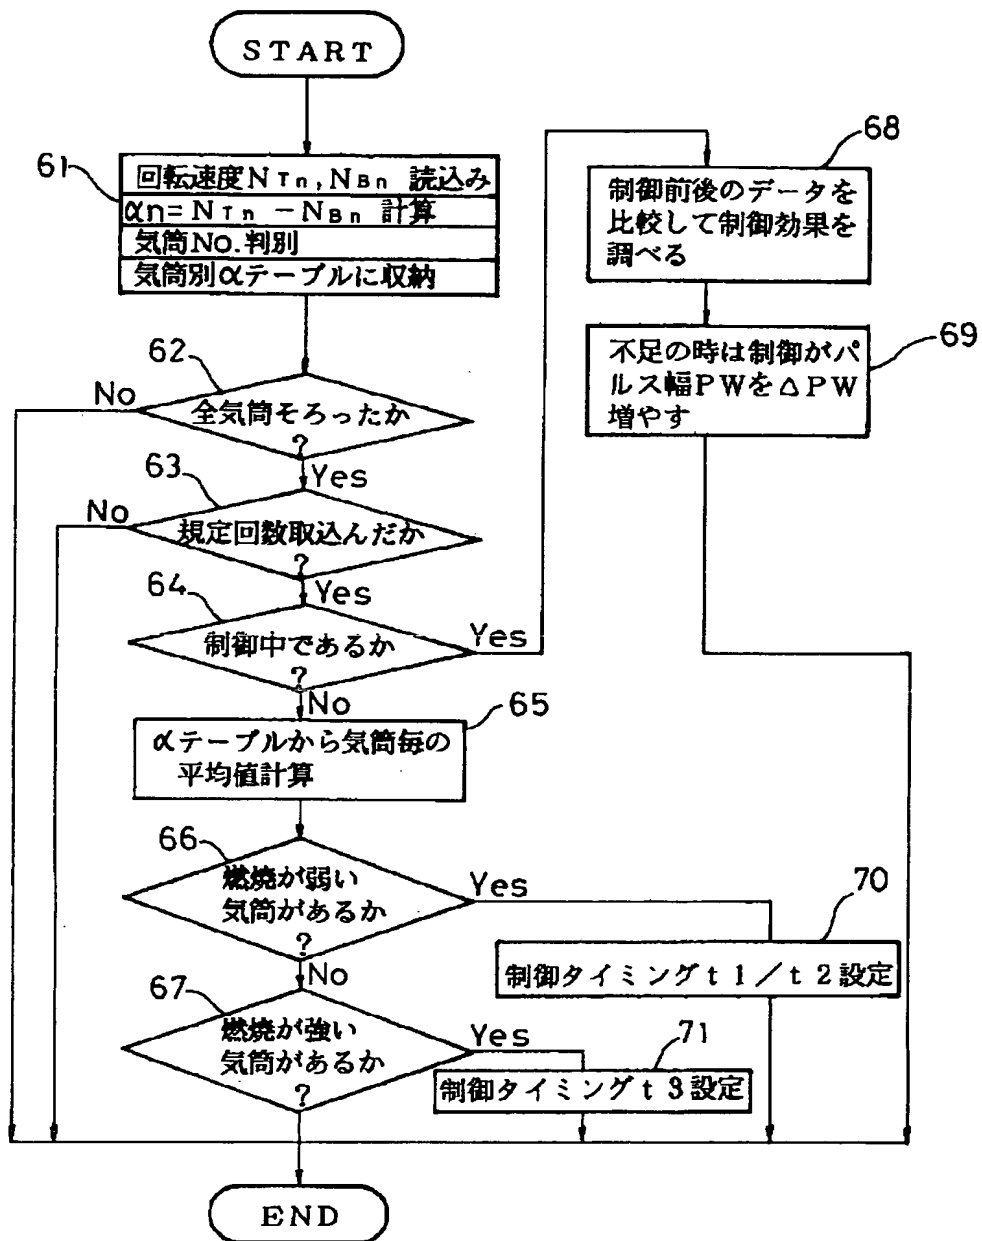 START
61
回転速度NTn,NBn 読込み
αn=NTn-NBn 計算
気筒NO.判別
気筒別αテーブルに収納
62
No
全気筒そろったか
?
Yes
63
No
規定回数取込んだか
?
Yes
64
制御中であるか
?
Yes
No
65
αテーブルから気筒毎の
平均値計算
66
燃焼が弱い
気筒があるか
?
Yes
No
67
燃焼が強い
気筒があるか
?
Yes
68
制御前後のデータを
比較して制御効果を
調べる
69
不足の時は制御がパ
ルス幅PWを△PW
増やす
70
制御タイミングt1/t2設定
71
制御タイミングt3設定
END